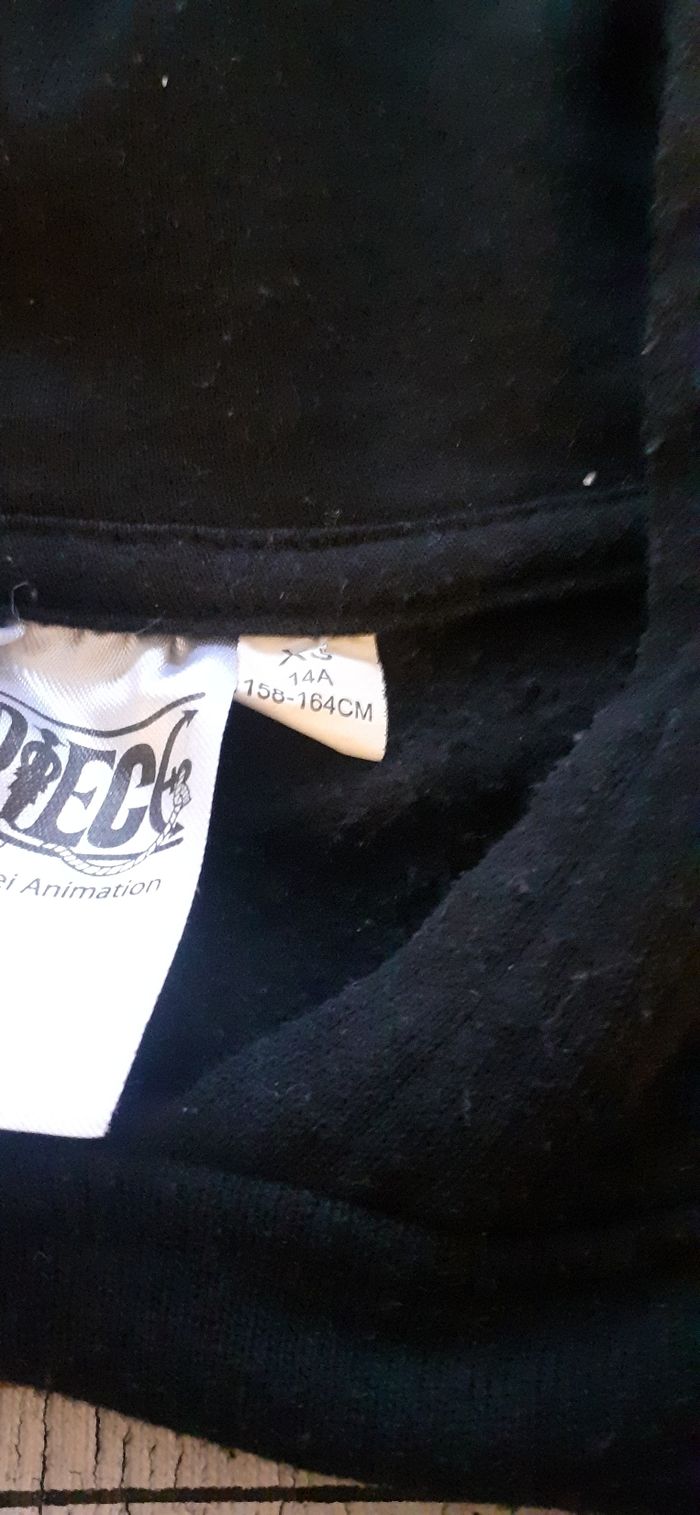 XS
14A
158-164CM
PIECE
ei Animation